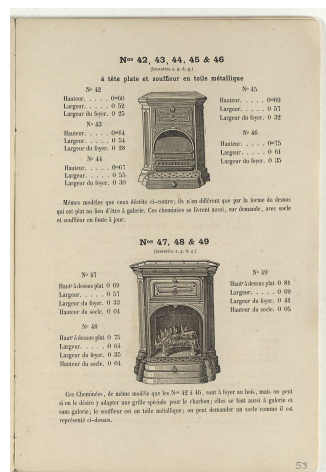 Nos 42, 43, 44, 45 & 46
(brevetées s. g. d. g.)
à tête plate et souffleur en toile métallique
No 42
Hauteur. . . . . 0m60
Largeur. . . . . 0 52
Largeur du foyer. 0 25
No 43
Hauteur. . . . . 0m64
Largeur. . . . . 0 54
Largeur du foyer. 0 28
No 44
Hauteur. . . . . 0m67
Largeur. . . . . 0 55
Largeur du foyer. 0 30
No 45
Hauteur. . . . . 0m69
Largeur. . . . . 0 57
Largeur du foyer. 0 32
No 46
Hauteur. . . . . 0m75
Largeur. . . . . 0 64
Largeur du foyer. 0 35
Mêmes modèles que ceux décrits ci-contre; ils n'en diffèrent que par la forme du dessus
qui est plat au lieu d'être à galerie. Ces cheminées se livrent aussi, sur demande, avec socle
et souffleur en fonte à jour.
Nos 47, 48 & 49
(brevetées s. g. d. g.)
No 47
Hautr à dessus plat 0 69
Largeur. . . . . 0 57
Largeur du foyer. 0 33
Hauteur du socle. 0 04
No 48
Hautr à dessus plat 0 75
Largeur. . . . . 0 64
Largeur du foyer. 0 35
Hauteur du socle. 0 04
No 49
Hautr à dessus plat 0 81
Largeur. . . . . 0 69
Largeur du foyer. 0 41
Hauteur du socle. 0 05
Ces Cheminées, de même modèle que les Nos 42 à 46, sont à foyer au bois, mais on peut
si on le désire y adapter une grille spéciale pour le charbon; elles se font aussi à galerie et
sans galerie; le souffleur est en toile métallique; on peut demander un socle comme il est
représenté ci-dessus.
53